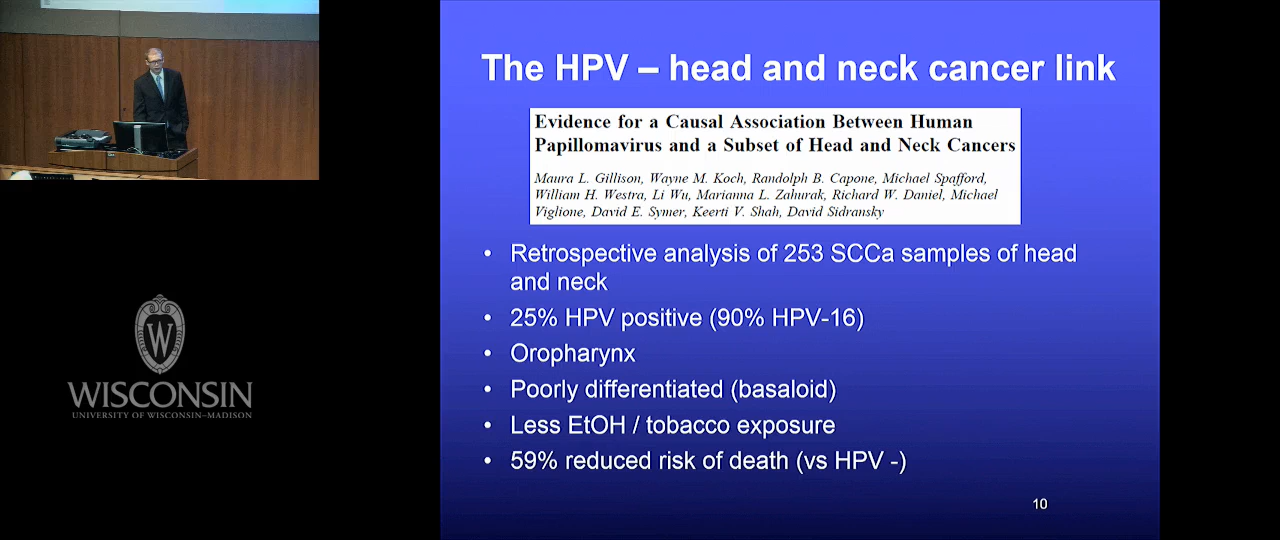 The HPV – head and neck cancer link
Evidence for a Causal Association Between Human
Papillomavirus and a Subset of Head and Neck Cancers
Maura L. Gillison, Wayne M. Koch, Randolph B. Capone, Michael Spafford,
William H. Westra, Li Wu, Marianna L. Zahurak, Richard W. Daniel, Michael
Viglione, David E. Symer, Keerti V. Shah, David Sidransky
• Retrospective analysis of 253 SCCa samples of head
and neck
• 25% HPV positive (90% HPV-16)
• Oropharynx
• Poorly differentiated (basaloid)
• Less EtOH / tobacco exposure
• 59% reduced risk of death (vs HPV -)
10
W
WISCONSIN
UNIVERSITY OF WISCONSIN–MADISON